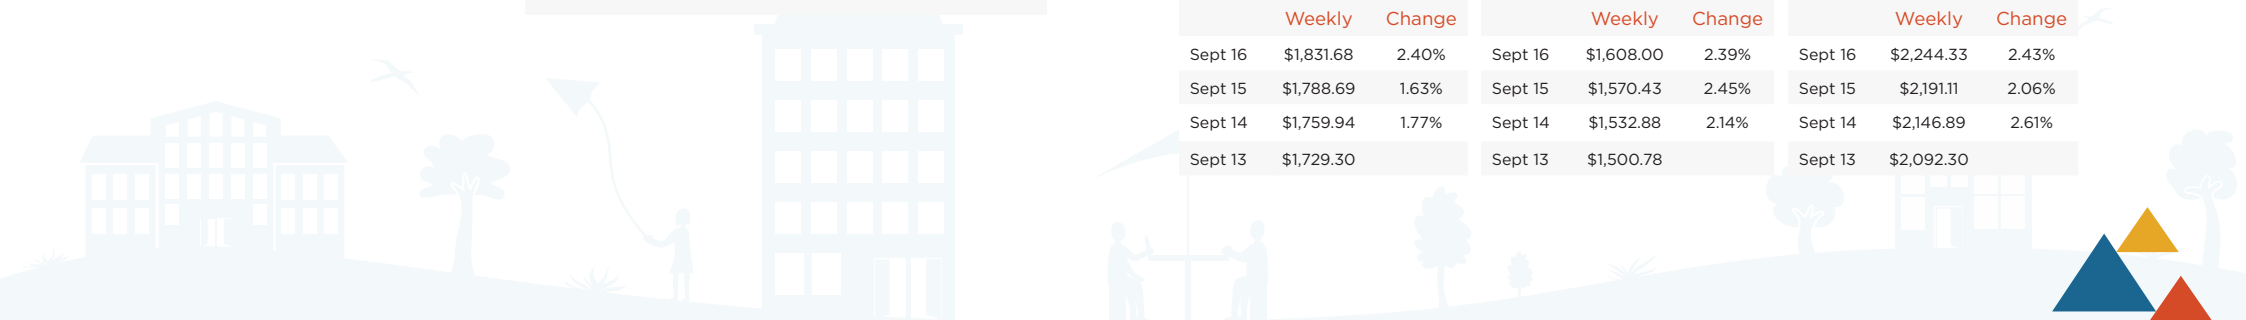 Weekly Change Weekly Change Weekly Change
Sept 16 $1,831.68 2.40% Sept 16 $1,608.00 2.39% Sept 16 $2,244.33 2.43%
Sept 15 $1,788.69 1.63% Sept 15 $1,570.43 2.45% Sept 15 $2,191.11 2.06%
Sept 14 $1,759.94 1.77% Sept 14 $1,532.88 2.14% Sept 14 $2,146.89 2.61%
Sept 13 $1,729.30 Sept 13 $1,500.78 Sept 13 $2,092.30